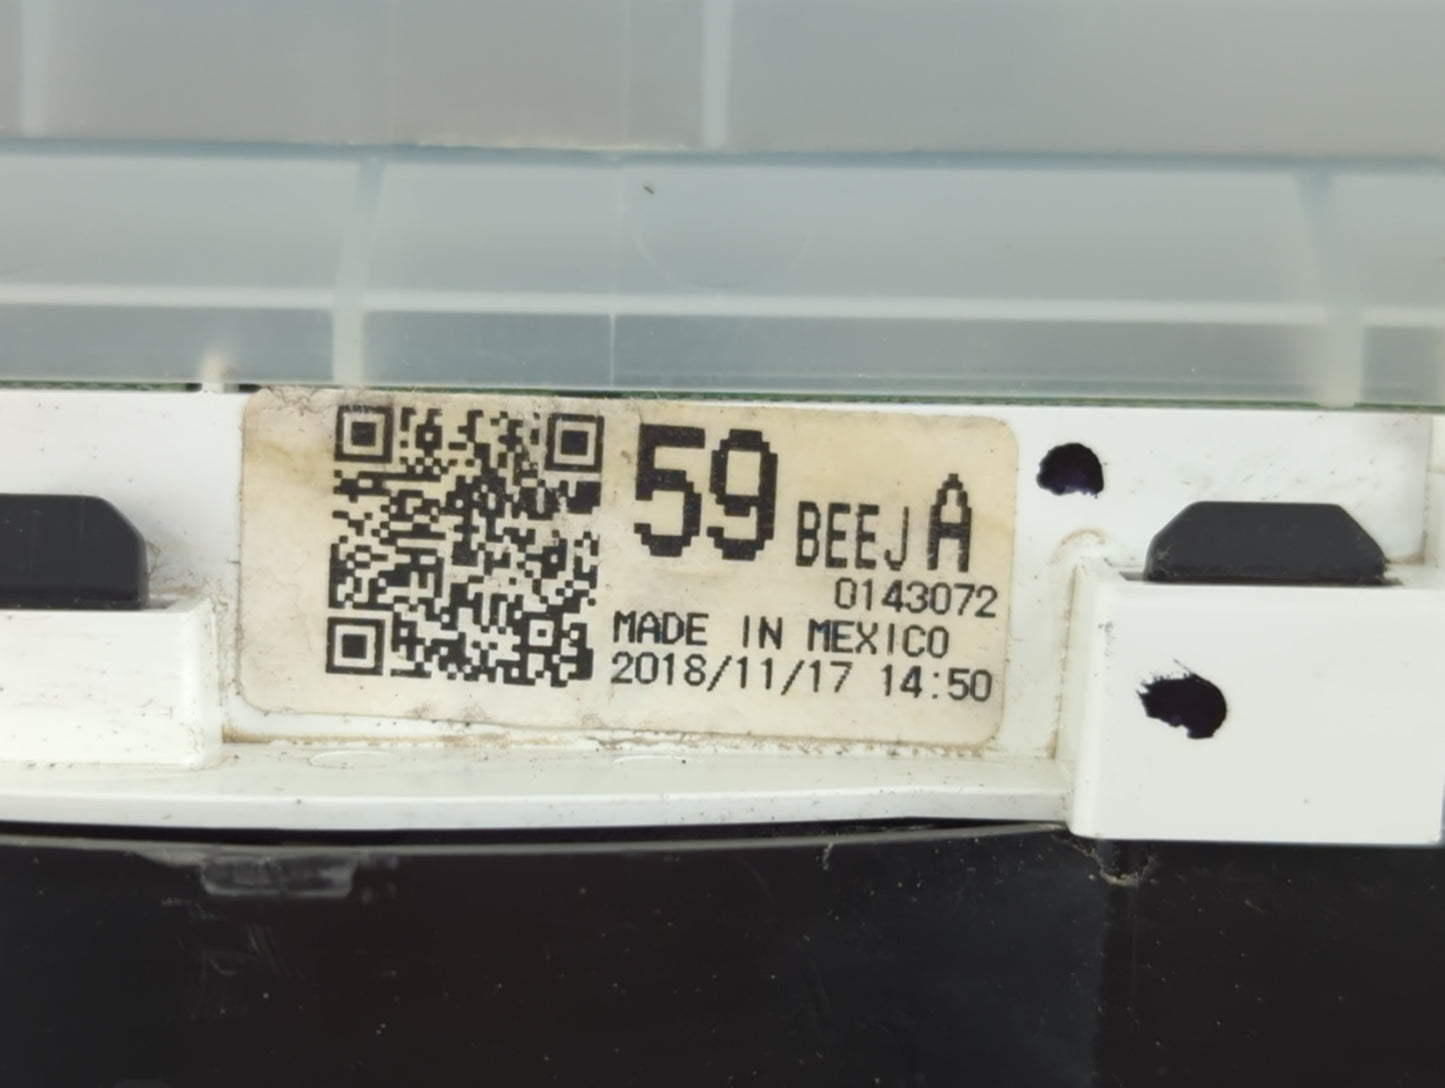 59 BEEJ A
0143072
MADE IN MEXICO
2018/11/17 14:50